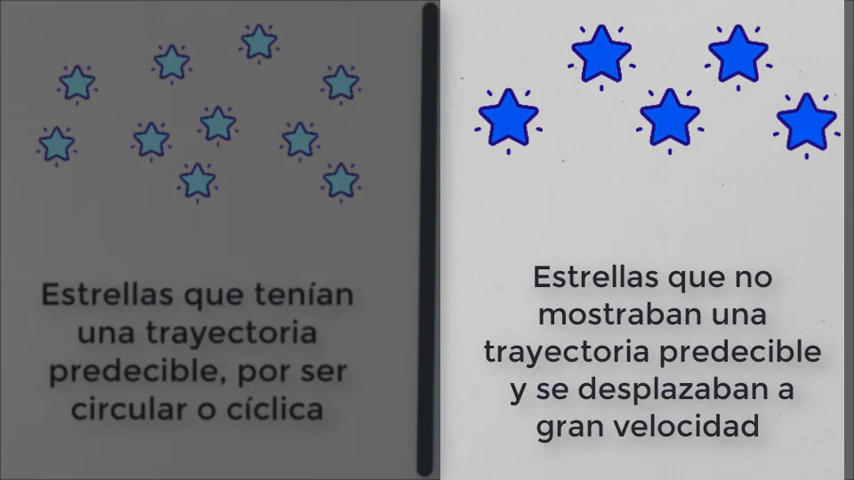 Estrellas que tenían
una trayectoria
predecible, por ser
circular o cíclica
Estrellas que no
mostraban una
trayectoria predecible
y se desplazaban a
gran velocidad